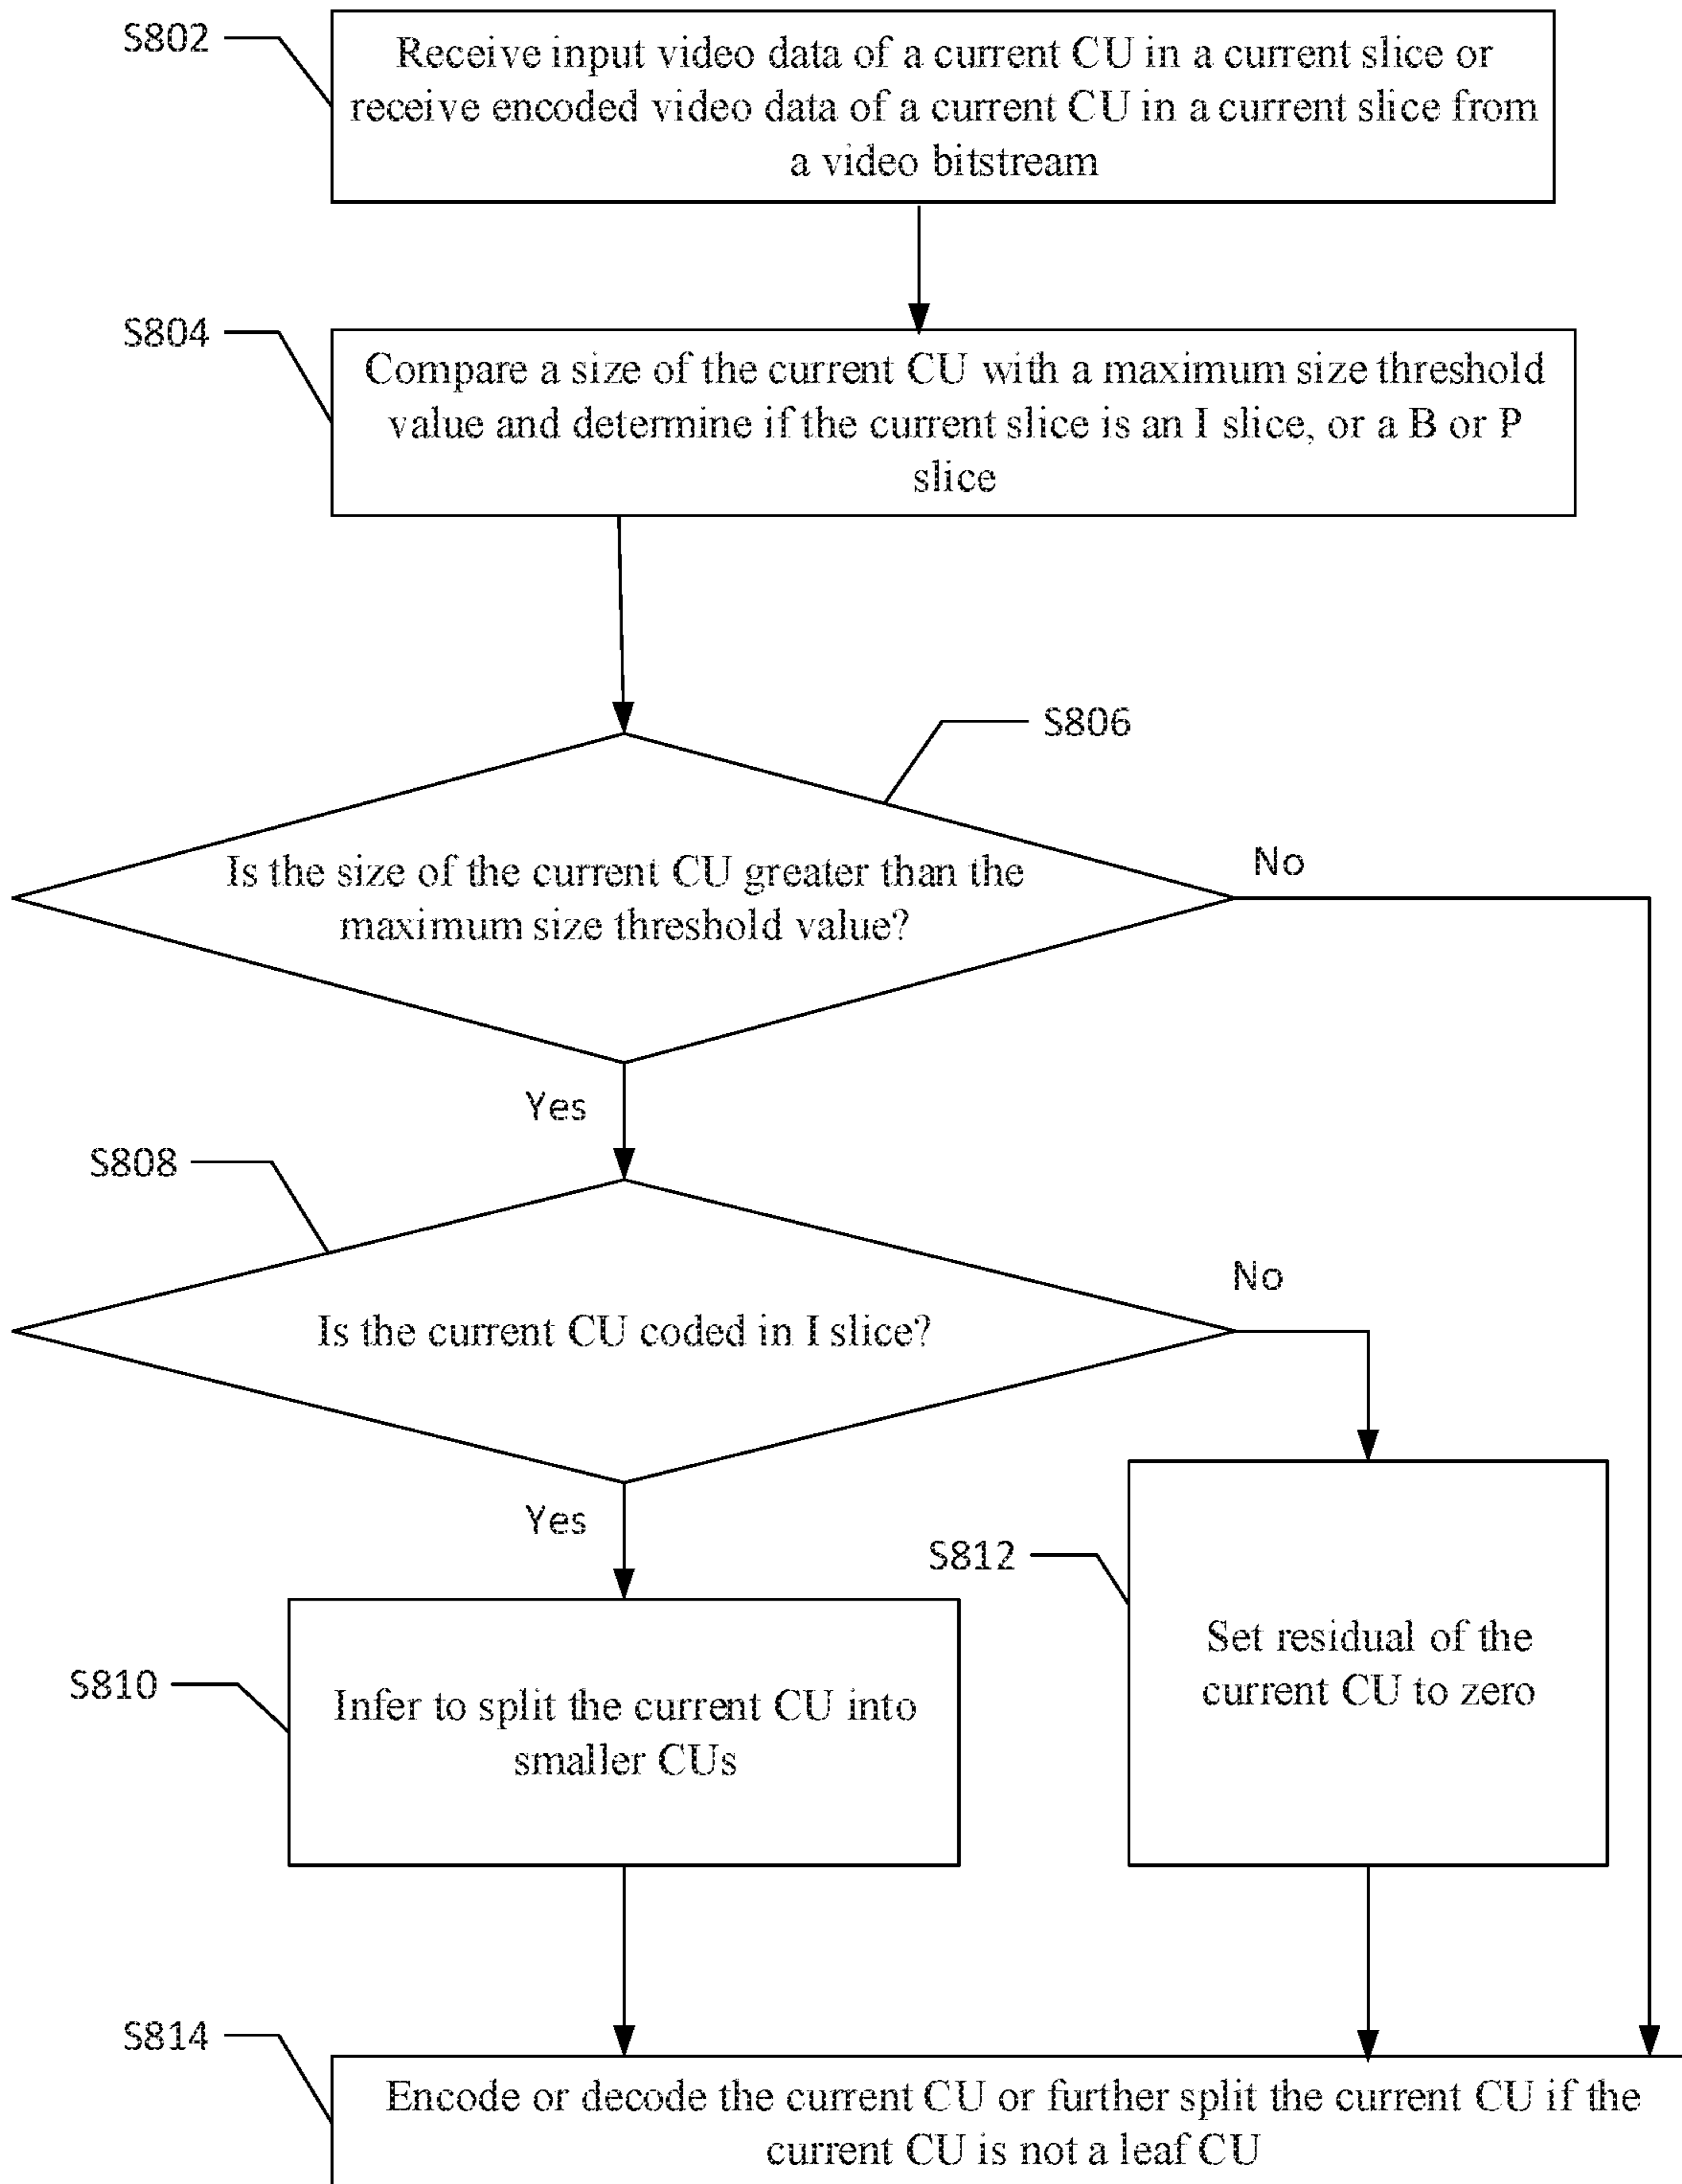 S802
Receive input video data of a current CU in a current slice or
receive encoded video data of a current CU in a current slice from
a video bitstream
S804
Compare a size of the current CU with a maximum size threshold
value and determine if the current slice is an I slice, or a B or P
slice
S806
Is the size of the current CU greater than the
maximum size threshold value?
No
Yes
S808
Is the current CU coded in I slice?
No
Yes
S812
Set residual of the
current CU to zero
S810
Infer to split the current CU into
smaller CUs
S814
Encode or decode the current CU or further split the current CU if the
current CU is not a leaf CU